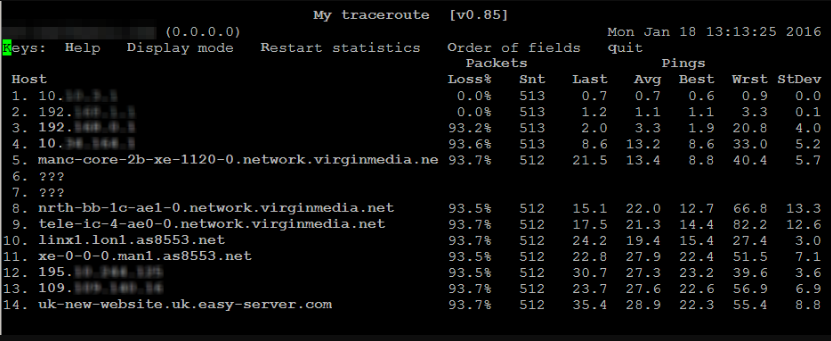 My traceroute [v0.85]
(0.0.0.0) Mon Jan 18 13:13:25 2016
Keys: Help Display mode Restart statistics Order of fields quit
Packets Pings
Host Loss% Snt Last Avg Best Wrst StDev
1. 10. 0.0% 513 0.7 0.7 0.6 0.9 0.0
2. 192. 0.0% 513 1.2 1.1 1.1 3.3 0.1
3. 192. 93.2% 513 2.0 3.3 1.9 20.8 4.0
4. 10. 93.6% 513 8.6 13.2 8.6 33.0 5.2
5. manc-core-2b-xe-1120-0.network.virginmedia.ne 93.7% 512 21.5 13.4 8.8 40.4 5.7
6. ???
7. ???
8. nrth-bb-1c-ae1-0.network.virginmedia.net 93.5% 512 15.1 22.0 12.7 66.8 13.3
9. tele-ic-4-ae0-0.network.virginmedia.net 93.7% 512 17.5 21.3 14.4 82.2 12.6
10. linx1.lon1.as8553.net 93.7% 512 24.2 19.4 15.4 27.4 3.0
11. xe-0-0-0.man1.as8553.net 93.5% 512 22.8 27.9 22.4 51.5 7.1
12. 195. 93.5% 512 30.7 27.3 23.2 39.6 3.6
13. 109. 93.7% 512 23.7 27.6 22.6 56.9 6.9
14. uk-new-website.uk.easy-server.com 93.7% 512 35.4 28.9 22.3 55.4 8.8